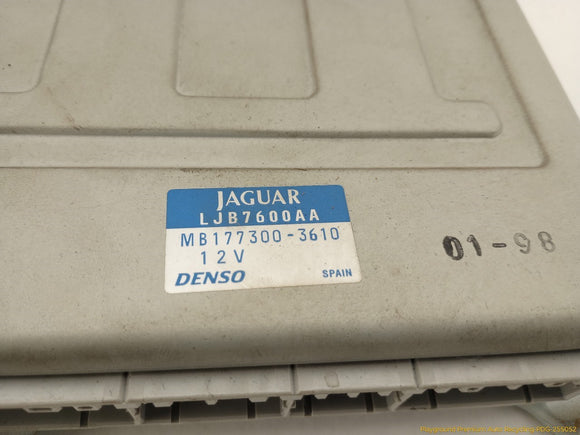 JAGUAR
LJB7600AA
MB177300-3610
12V
DENSO SPAIN
01-98